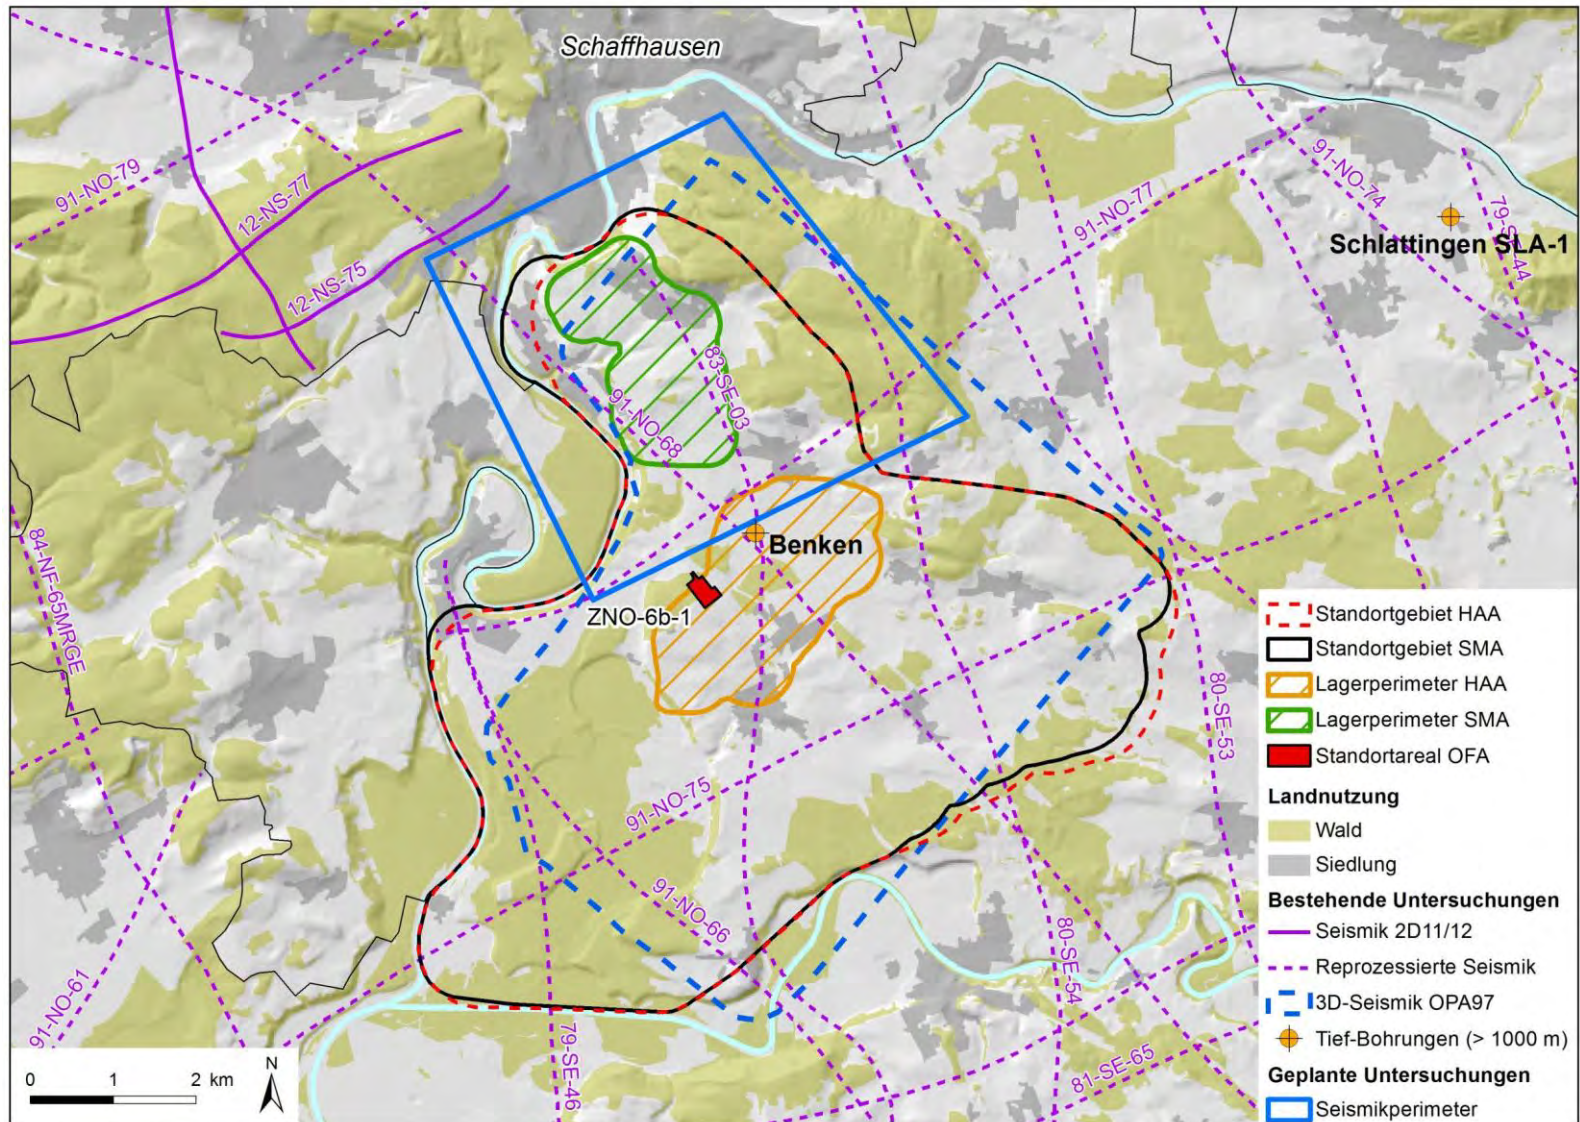 Schaffhausen
91-NO-79
12-NS-77
12-NS-75
91-NO-77
91-NO-74
79-SE-44
Schlattingen SLA-1
83-SE-03
91-NO-68
Benken
ZNO-6b-1
84-NF-65MRGE
80-SE-53
91-NO-75
91-NO-66
80-SE-54
91-NO-61
79-SE-46
81-SE-65
0 1 2 km
N
Standortgebiet HAA
Standortgebiet SMA
Lagerperimeter HAA
Lagerperimeter SMA
Standortareal OFA
Landnutzung
Wald
Siedlung
Bestehende Untersuchungen
Seismik 2D11/12
Reprozessierte Seismik
3D-Seismik OPA97
Tief-Bohrungen (> 1000 m)
Geplante Untersuchungen
Seismikperimeter